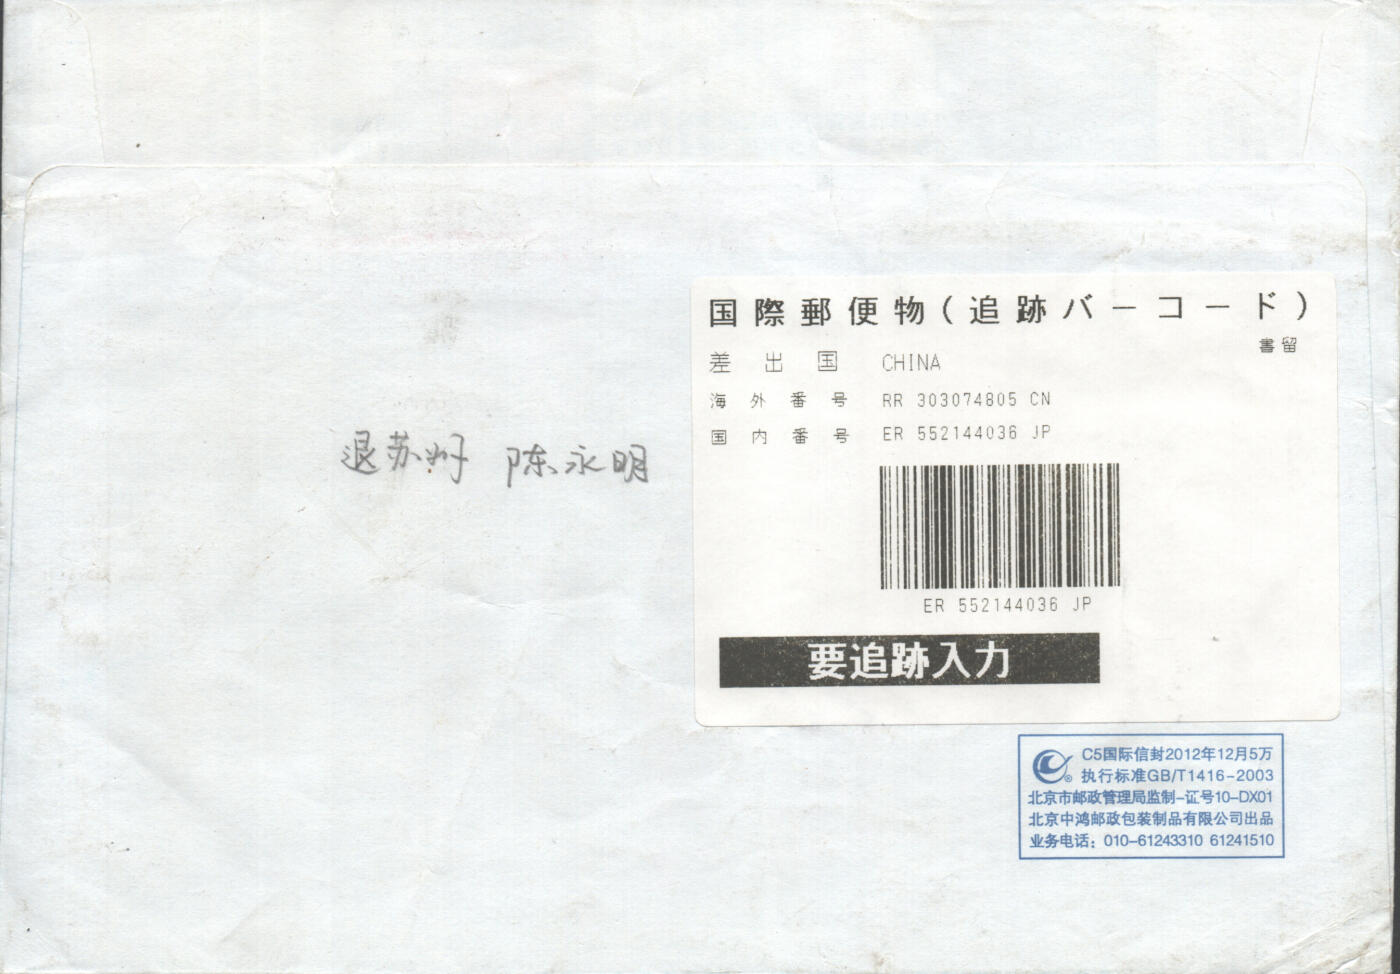 国際郵便物(追跡バーコード)
書留
差出国 CHINA
海外番号 RR 303074805 CN
国内番号 ER 552144036 JP
退苏好 陈永明
ER 552144036 JP
要追跡入力
C5国际信封2012年12月5万
执行标准GB/T1416-2003
北京市邮政管理局监制-证号10-DX01
北京中鸿邮政包装制品有限公司出品
业务电话：010-61243310 61241510